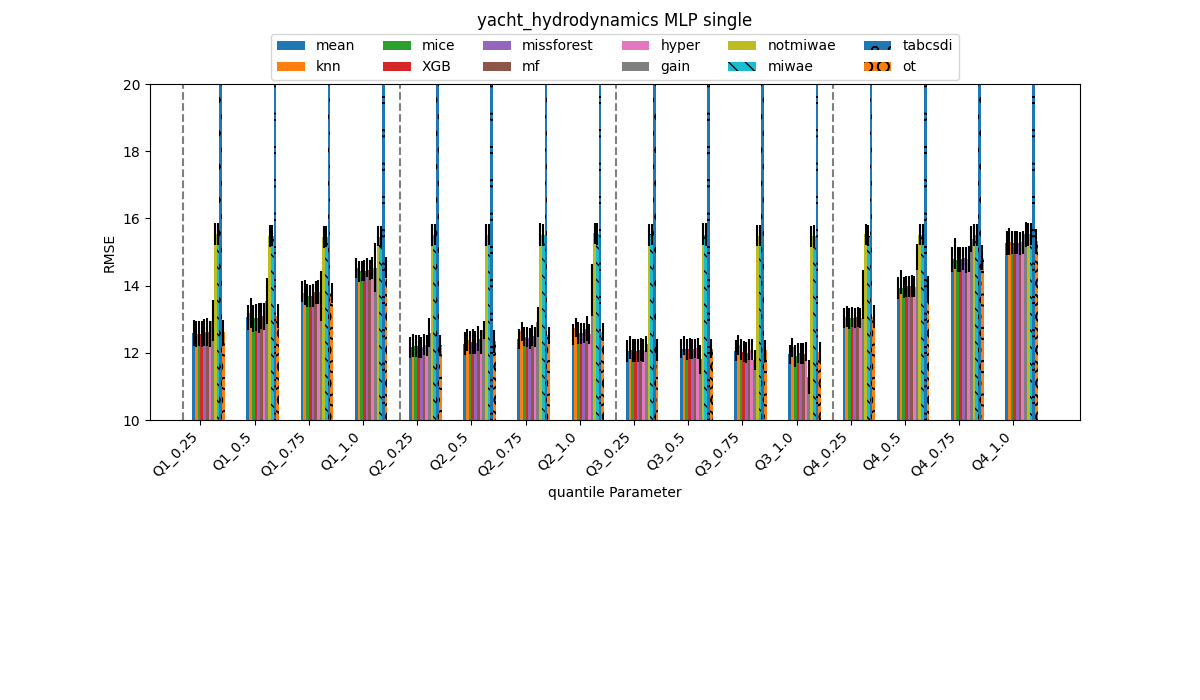 yacht_hydrodynamics MLP single
mean mice missforest hyper notmiwae tabcsdi
knn XGB mf gain miwae ot
20
18
16
14
12
10
RMSE
Q1_0.25 Q1_0.5 Q1_0.75 Q1_1.0 Q2_0.25 Q2_0.5 Q2_0.75 Q2_1.0 Q3_0.25 Q3_0.5 Q3_0.75 Q3_1.0 Q4_0.25 Q4_0.5 Q4_0.75 Q4_1.0
quantile Parameter